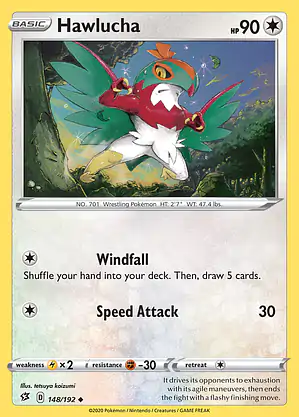 BASIC Hawlucha HP 90
NO. 701 Wrestling Pokémon HT: 2'7" WT: 47.4 lbs.
Windfall
Shuffle your hand into your deck. Then, draw 5 cards.
Speed Attack 30
weakness ×2 resistance -30 retreat
Illus. tetsuya koizumi
D 148/192
It drives its opponents to exhaustion
with its agile maneuvers, then ends
the fight with a flashy finishing move.
©2020 Pokémon / Nintendo / Creatures / GAME FREAK